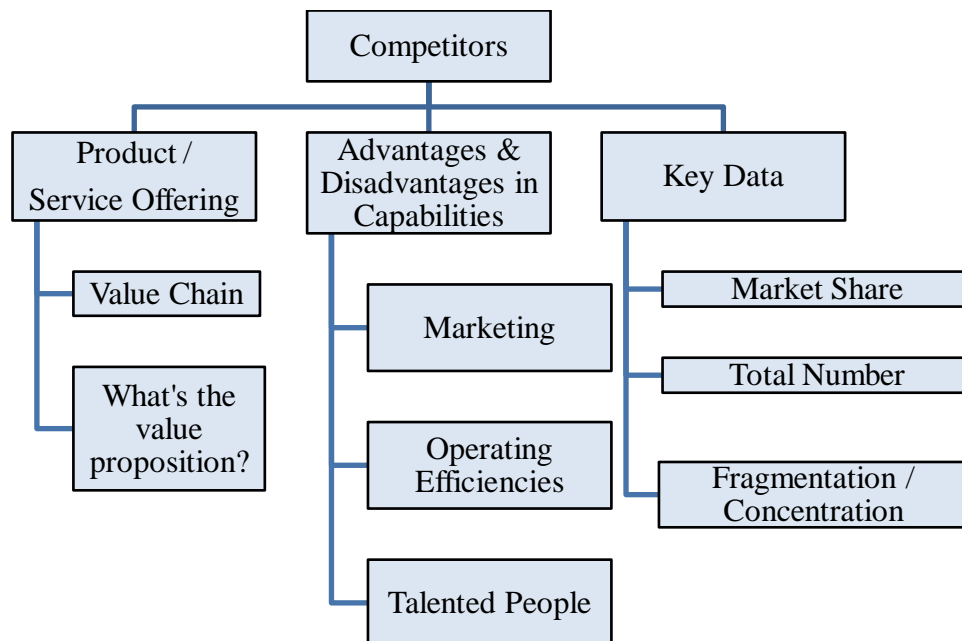 Competitors
Product /
Service Offering
Value Chain
What's the
value
proposition?
Advantages &
Disadvantages in
Capabilities
Marketing
Operating
Efficiencies
Talented People
Key Data
Market Share
Total Number
Fragmentation /
Concentration